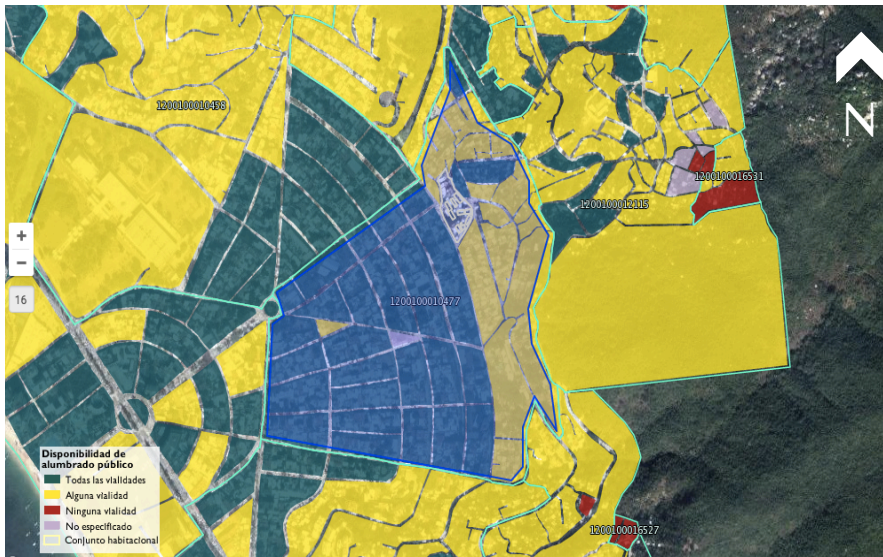 1200100010458
1200100016531
1200100012115
+
−
16
1200100010477
N
Disponibilidad de
alumbrado público
Todas las vialidades
Alguna vialidad
Ninguna vialidad
No especificado
Conjunto habitacional
1200100016527